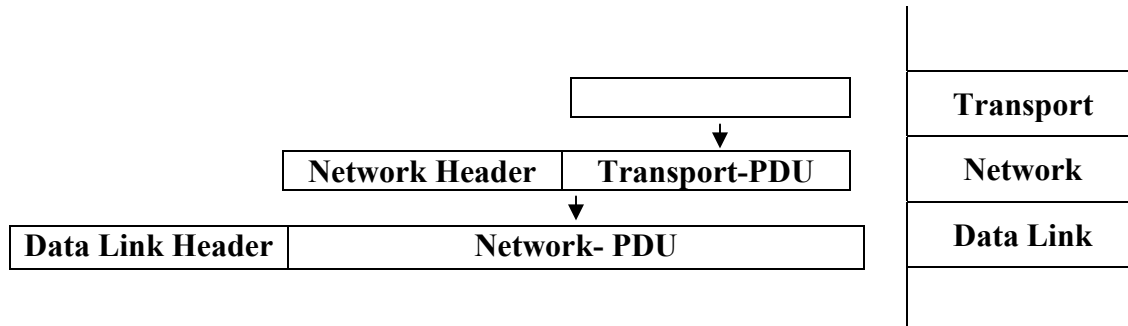 Transport
Network Header Transport-PDU Network
Data Link Header Network- PDU Data Link